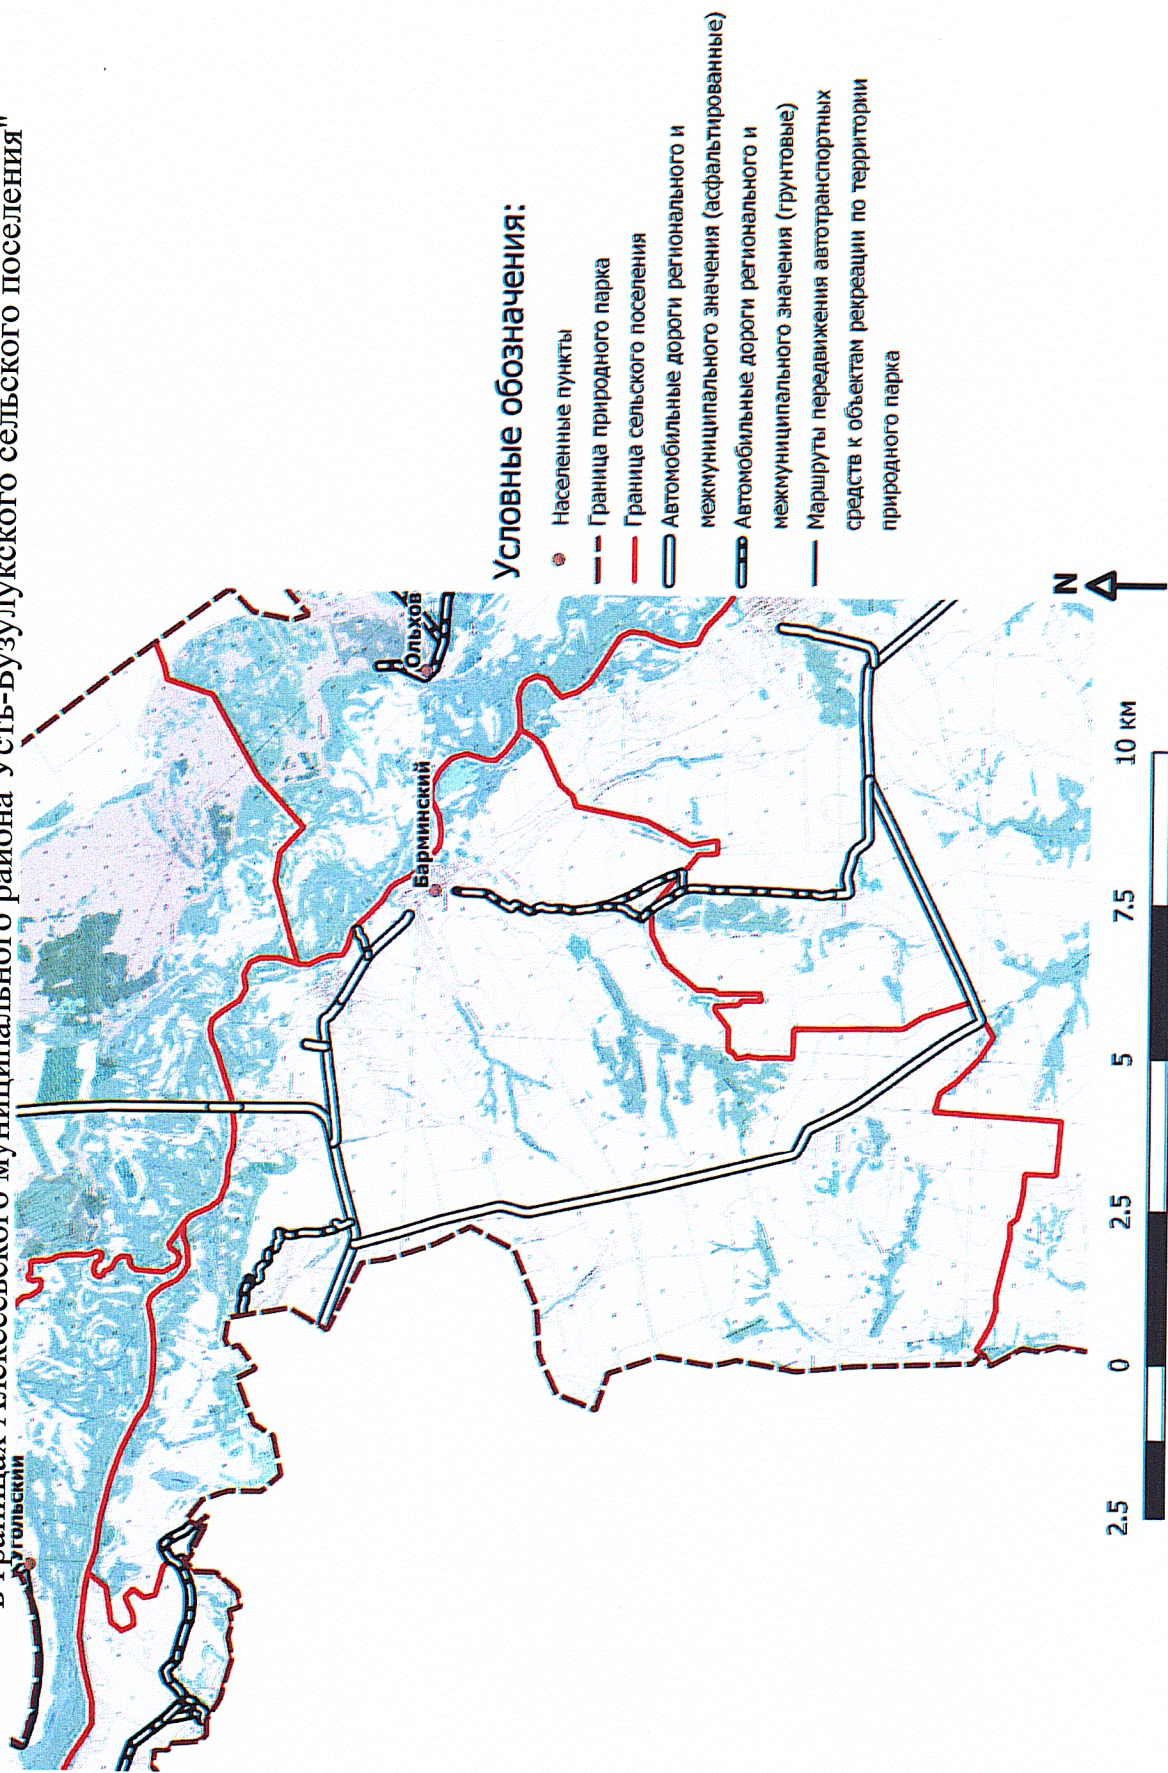 в границах Алексеевского муниципального района Усть-Бузулукского сельского поселения"
Угольский
Барминский
Ольхов
Условные обозначения:
Населенные пункты
Граница природного парка
Граница сельского поселения
Автомобильные дороги регионального и
межмуниципального значения (асфальтированные)
Автомобильные дороги регионального и
межмуниципального значения (грунтовые)
Маршруты передвижения автотранспортных
средств к объектам рекреации по территории
природного парка
N
2.5 0 2.5 5 7.5 10 км